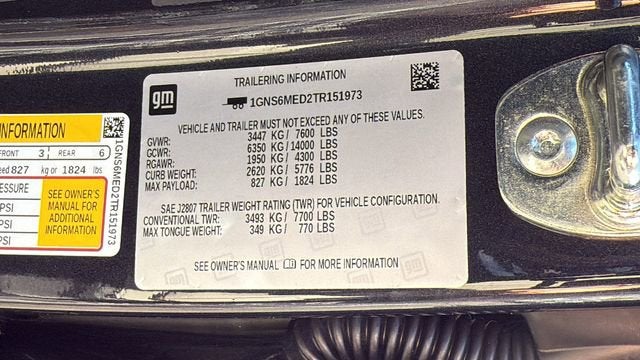 gm
TRAILERING INFORMATION
1GNS6MED2TR151973
VEHICLE AND TRAILER MUST NOT EXCEED ANY OF THESE VALUES.
GVWR: 3447 KG / 7600 LBS
GCWR: 6350 KG / 14000 LBS
RGAWR: 1950 KG / 4300 LBS
CURB WEIGHT: 2620 KG / 5776 LBS
MAX PAYLOAD: 827 KG / 1824 LBS
SAE J2807 TRAILER WEIGHT RATING (TWR) FOR VEHICLE CONFIGURATION.
CONVENTIONAL TWR: 3493 KG / 7700 LBS
MAX TONGUE WEIGHT: 349 KG / 770 LBS
SEE OWNER'S MANUAL FOR MORE INFORMATION
INFORMATION
FRONT 3 REAR 6
827 kg or 1824 lbs
SEE OWNER'S
MANUAL FOR
ADDITIONAL
INFORMATION
PSI
PSI
PSI
1GNS6MED2TR151973